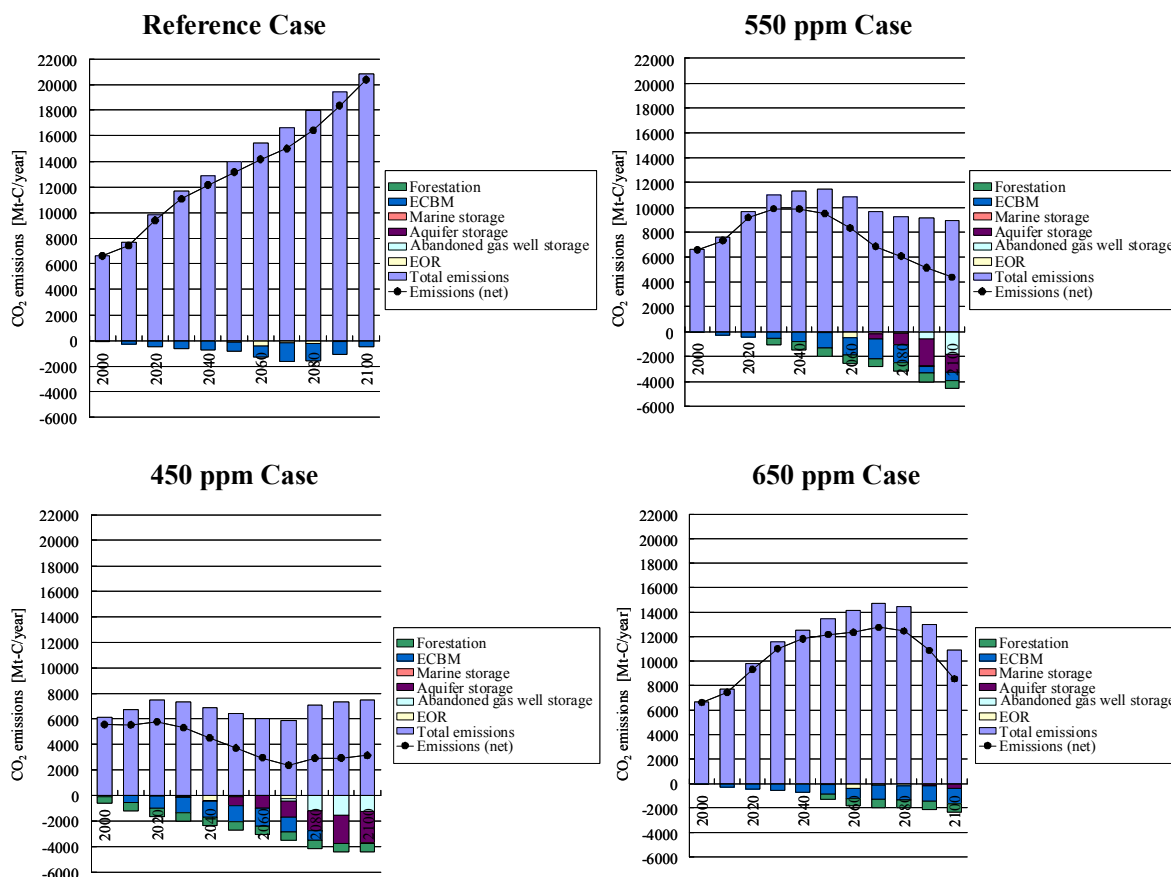 Reference Case
CO2 emissions [Mt-C/year]
22000
20000
18000
16000
14000
12000
10000
8000
6000
4000
2000
0
-2000
-4000
-6000
2000
2020
2040
2060
2080
2100
Forestation
ECBM
Marine storage
Aquifer storage
Abandoned gas well storage
EOR
Total emissions
Emissions (net)
550 ppm Case
CO2 emissions [Mt-C/year]
22000
20000
18000
16000
14000
12000
10000
8000
6000
4000
2000
0
-2000
-4000
-6000
2000
2020
2040
2060
2080
2100
Forestation
ECBM
Marine storage
Aquifer storage
Abandoned gas well storage
EOR
Total emissions
Emissions (net)
450 ppm Case
CO2 emissions [Mt-C/year]
22000
20000
18000
16000
14000
12000
10000
8000
6000
4000
2000
0
-2000
-4000
-6000
2000
2020
2040
2060
2080
2100
Forestation
ECBM
Marine storage
Aquifer storage
Abandoned gas well storage
EOR
Total emissions
Emissions (net)
650 ppm Case
CO2 emissions [Mt-C/year]
22000
20000
18000
16000
14000
12000
10000
8000
6000
4000
2000
0
-2000
-4000
-6000
2000
2020
2040
2060
2080
2100
Forestation
ECBM
Marine storage
Aquifer storage
Abandoned gas well storage
EOR
Total emissions
Emissions (net)